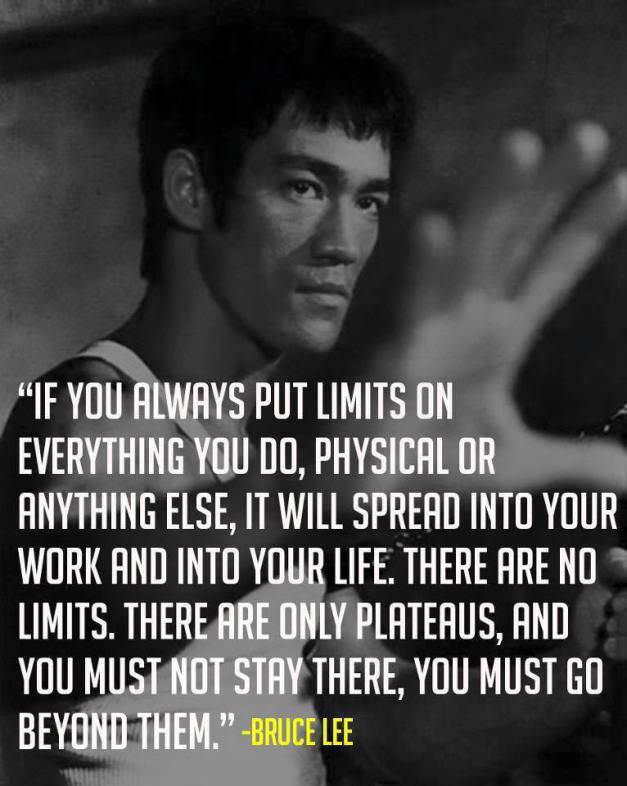 “IF YOU ALWAYS PUT LIMITS ON
EVERYTHING YOU DO, PHYSICAL OR
ANYTHING ELSE, IT WILL SPREAD INTO YOUR
WORK AND INTO YOUR LIFE. THERE ARE NO
LIMITS. THERE ARE ONLY PLATEAUS, AND
YOU MUST NOT STAY THERE, YOU MUST GO
BEYOND THEM.” -BRUCE LEE